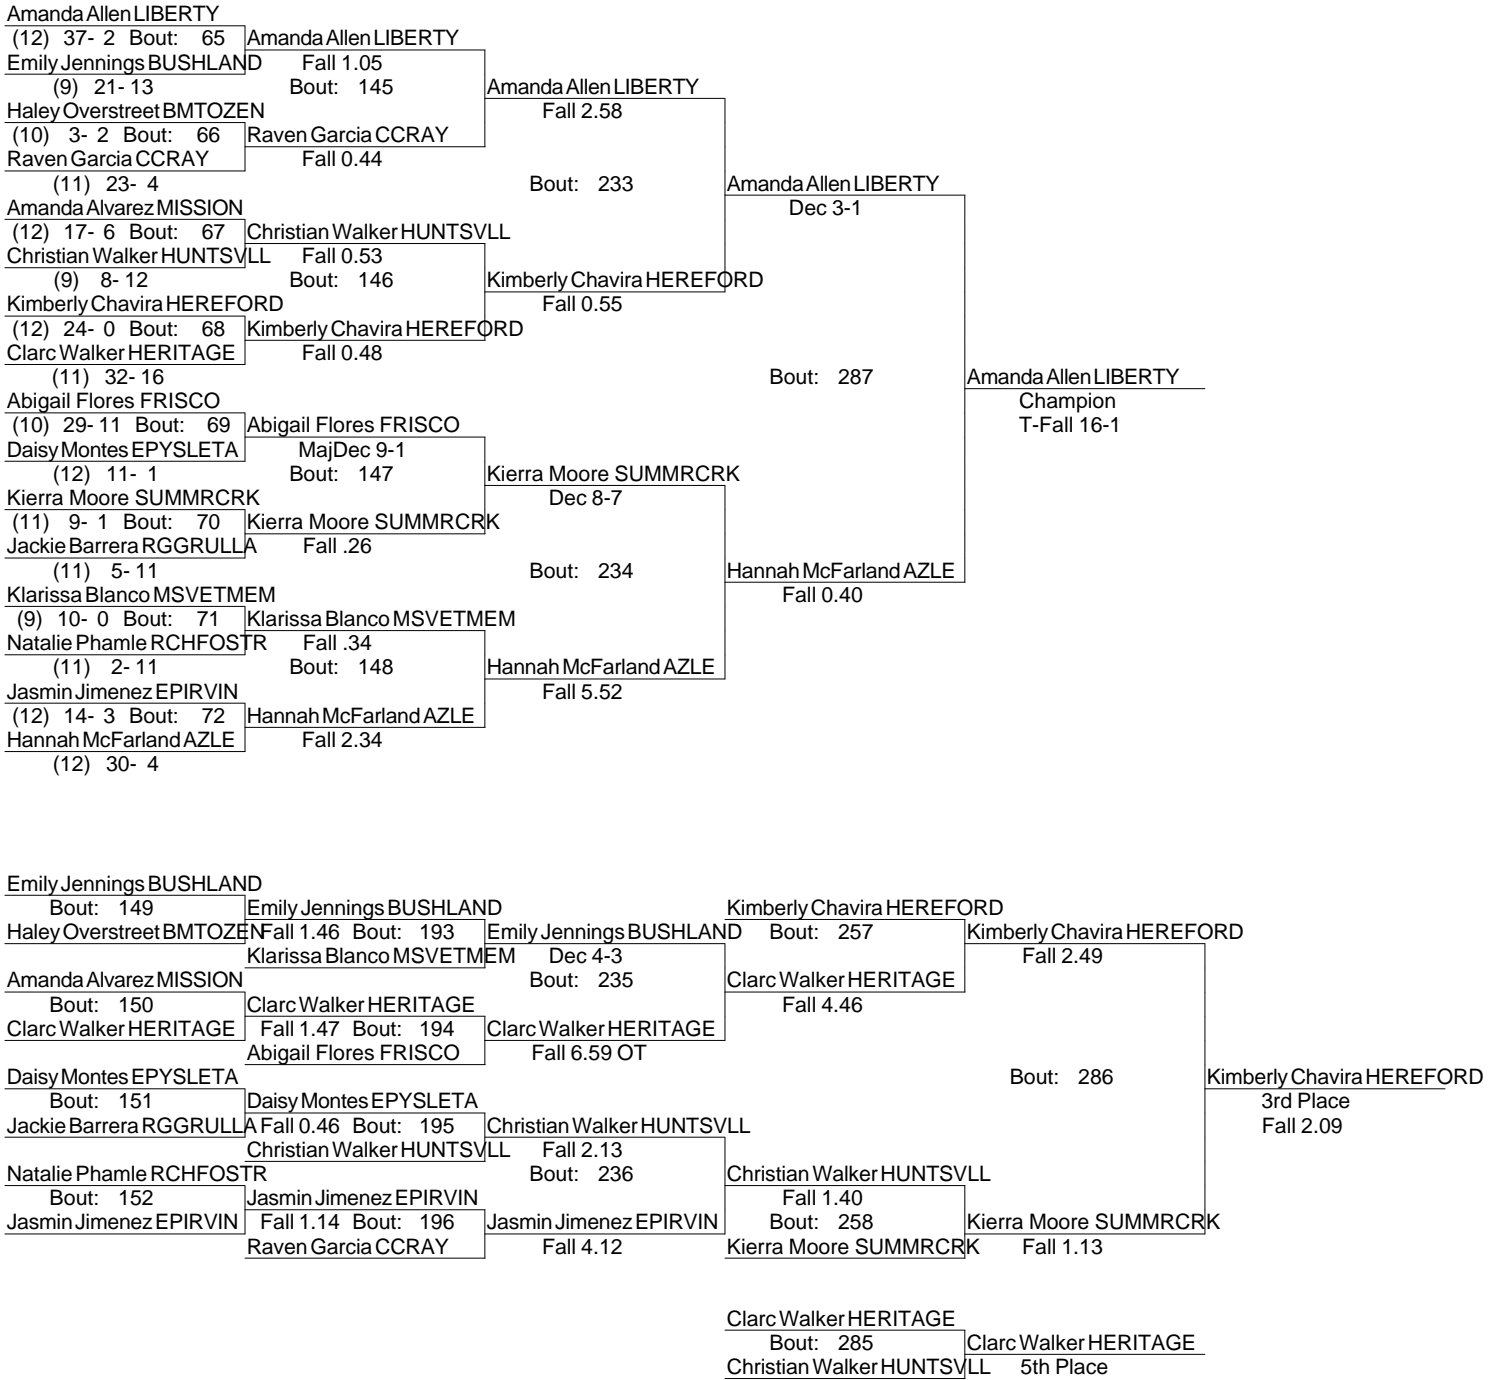 Amanda Allen LIBERTY
(12) 37- 2 Bout: 65 Amanda Allen LIBERTY
Emily Jennings BUSHLAND Fall 1.05
(9) 21- 13 Bout: 145 Amanda Allen LIBERTY
Haley Overstreet BMTOZEN Fall 2.58
(10) 3- 2 Bout: 66 Raven Garcia CCRAY
Raven Garcia CCRAY Fall 0.44
(11) 23- 4 Bout: 233 Amanda Allen LIBERTY
Amanda Alvarez MISSION Dec 3-1
(12) 17- 6 Bout: 67 Christian Walker HUNTSVLL
Christian Walker HUNTSVLL Fall 0.53
(9) 8- 12 Bout: 146 Kimberly Chavira HEREFORD
Kimberly Chavira HEREFORD Fall 0.55
(12) 24- 0 Bout: 68 Kimberly Chavira HEREFORD
Clarc Walker HERITAGE Fall 0.48
(11) 32- 16 Bout: 287 Amanda Allen LIBERTY
Abigail Flores FRISCO Champion
(10) 29- 11 Bout: 69 Abigail Flores FRISCO T-Fall 16-1
Daisy Montes EPYSLETA MajDec 9-1
(12) 11- 1 Bout: 147 Kierra Moore SUMMRCRK
Kierra Moore SUMMRCRK Dec 8-7
(11) 9- 1 Bout: 70 Kierra Moore SUMMRCRK
Jackie Barrera RGGRULLA Fall .26
(11) 5- 11 Bout: 234 Hannah McFarland AZLE
Klarissa Blanco MSVETMEM Fall 0.40
(9) 10- 0 Bout: 71 Klarissa Blanco MSVETMEM
Natalie Phamle RCHFOSTR Fall .34
(11) 2- 11 Bout: 148 Hannah McFarland AZLE
Jasmin Jimenez EPIRVIN Fall 5.52
(12) 14- 3 Bout: 72 Hannah McFarland AZLE
Hannah McFarland AZLE Fall 2.34
(12) 30- 4
Emily Jennings BUSHLAND
Bout: 149 Emily Jennings BUSHLAND Kimberly Chavira HEREFORD
Haley Overstreet BMTOZEN Fall 1.46 Bout: 193 Emily Jennings BUSHLAND Bout: 257 Kimberly Chavira HEREFORD
Klarissa Blanco MSVETMEM Dec 4-3 Fall 2.49
Amanda Alvarez MISSION Bout: 235 Clarc Walker HERITAGE
Bout: 150 Clarc Walker HERITAGE Fall 4.46
Clarc Walker HERITAGE Fall 1.47 Bout: 194 Clarc Walker HERITAGE
Abigail Flores FRISCO Fall 6.59 OT
Daisy Montes EPYSLETA Bout: 286 Kimberly Chavira HEREFORD
Bout: 151 Daisy Montes EPYSLETA 3rd Place
Jackie Barrera RGGRULLA Fall 0.46 Bout: 195 Christian Walker HUNTSVLL Fall 2.09
Christian Walker HUNTSVLL Fall 2.13
Natalie Phamle RCHFOSTR Bout: 236 Christian Walker HUNTSVLL
Bout: 152 Jasmin Jimenez EPIRVIN Fall 1.40
Jasmin Jimenez EPIRVIN Fall 1.14 Bout: 196 Jasmin Jimenez EPIRVIN Bout: 258 Kierra Moore SUMMRCRK
Raven Garcia CCRAY Fall 4.12 Kierra Moore SUMMRCRK Fall 1.13
Clarc Walker HERITAGE
Bout: 285 Clarc Walker HERITAGE
Christian Walker HUNTSVLL 5th Place